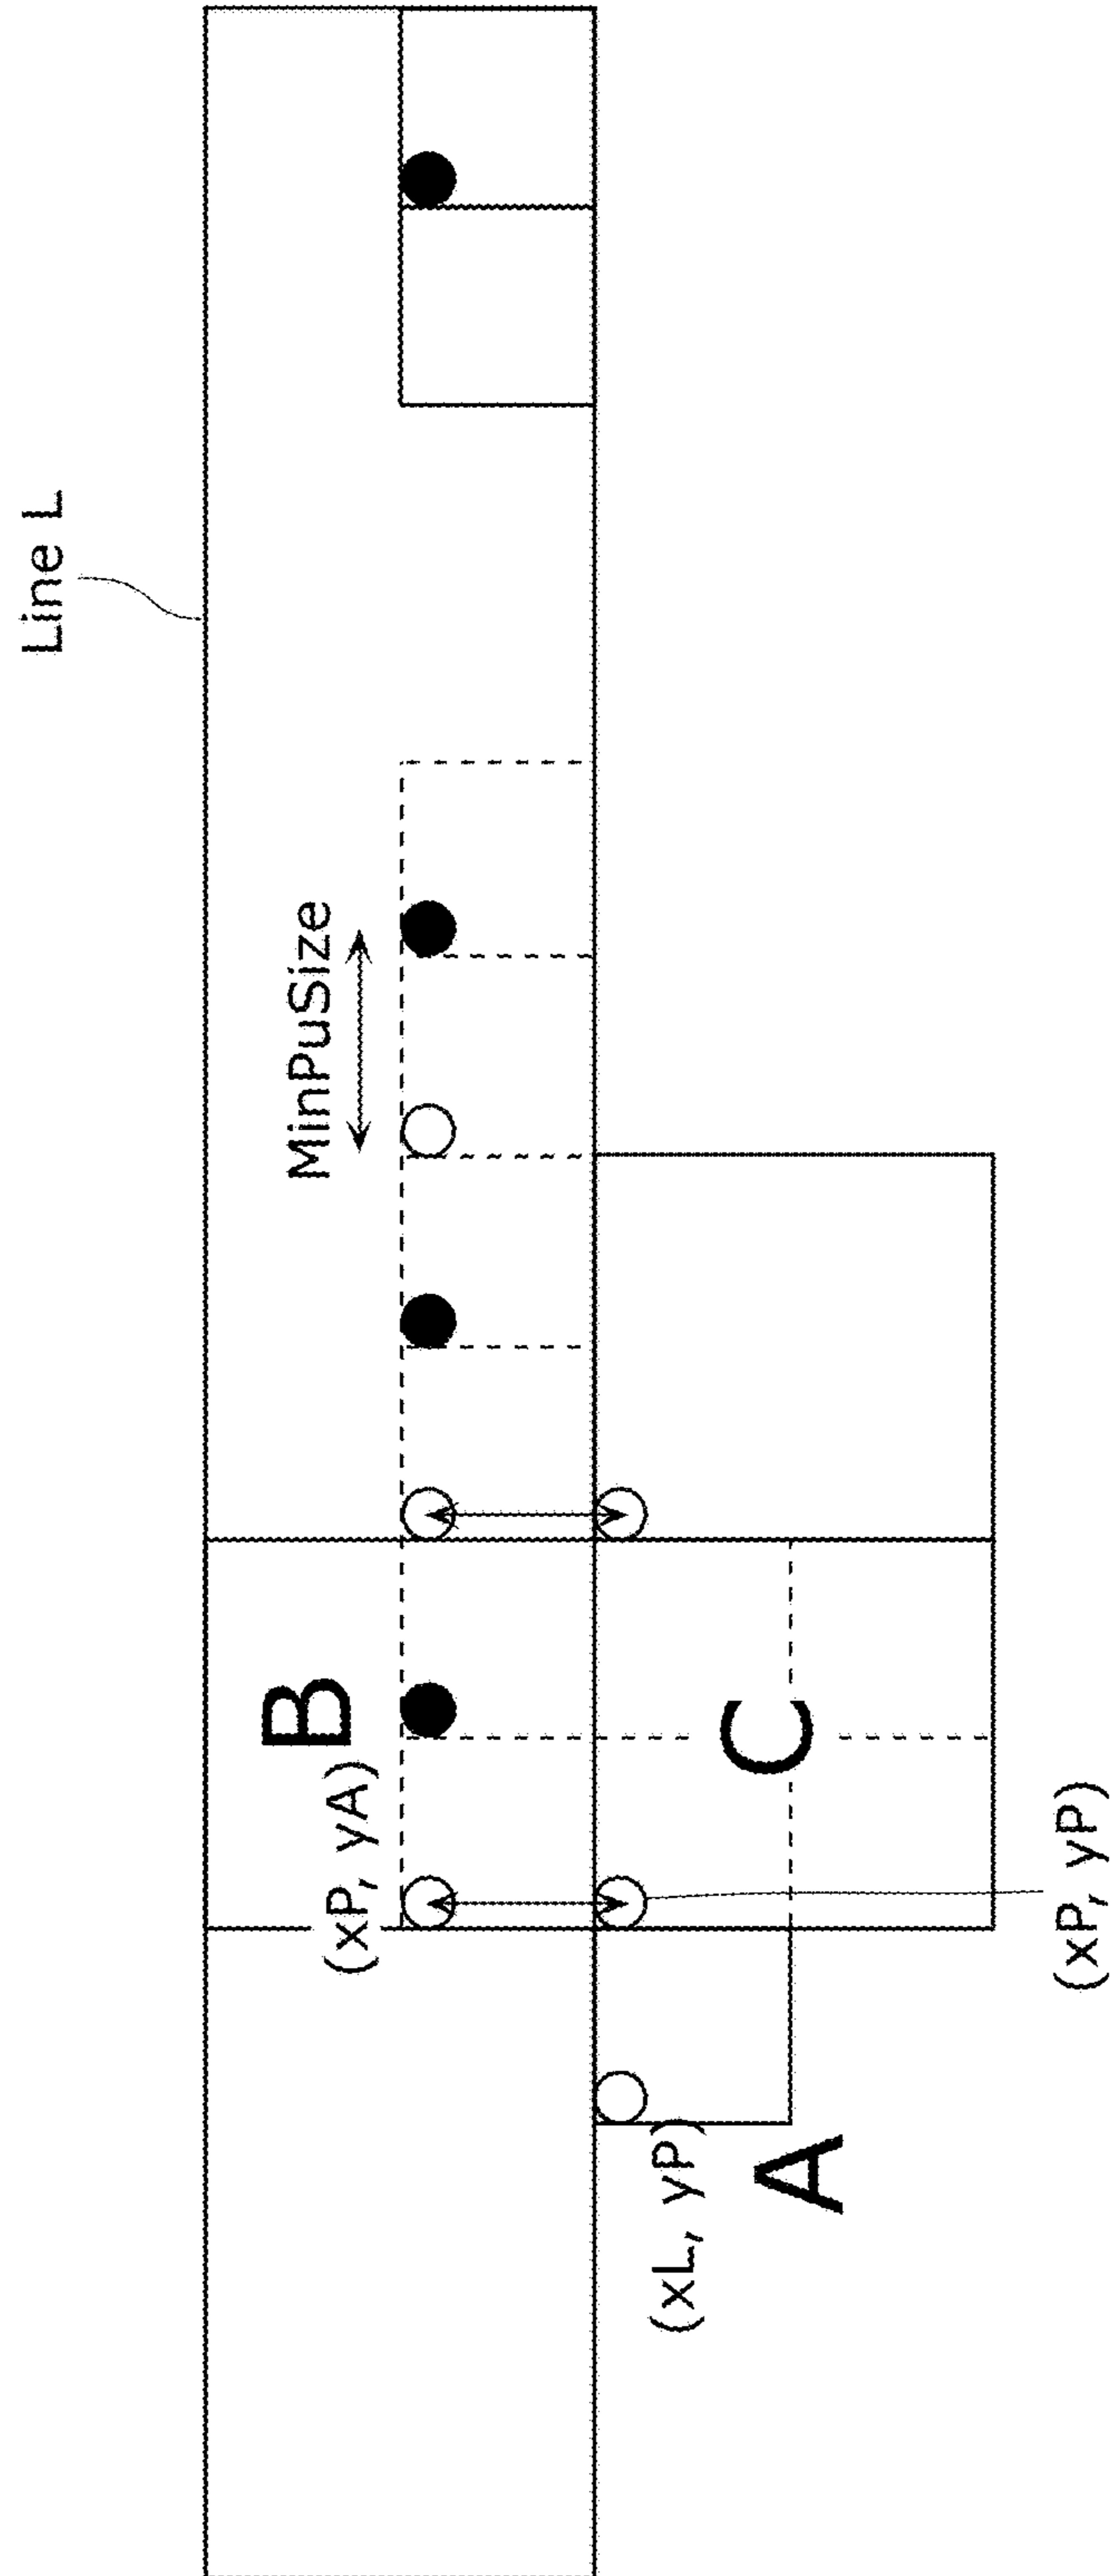 Line L
MinPuSize
B
(xP, yA)
C
(xP, yP)
(xL, yP)
A